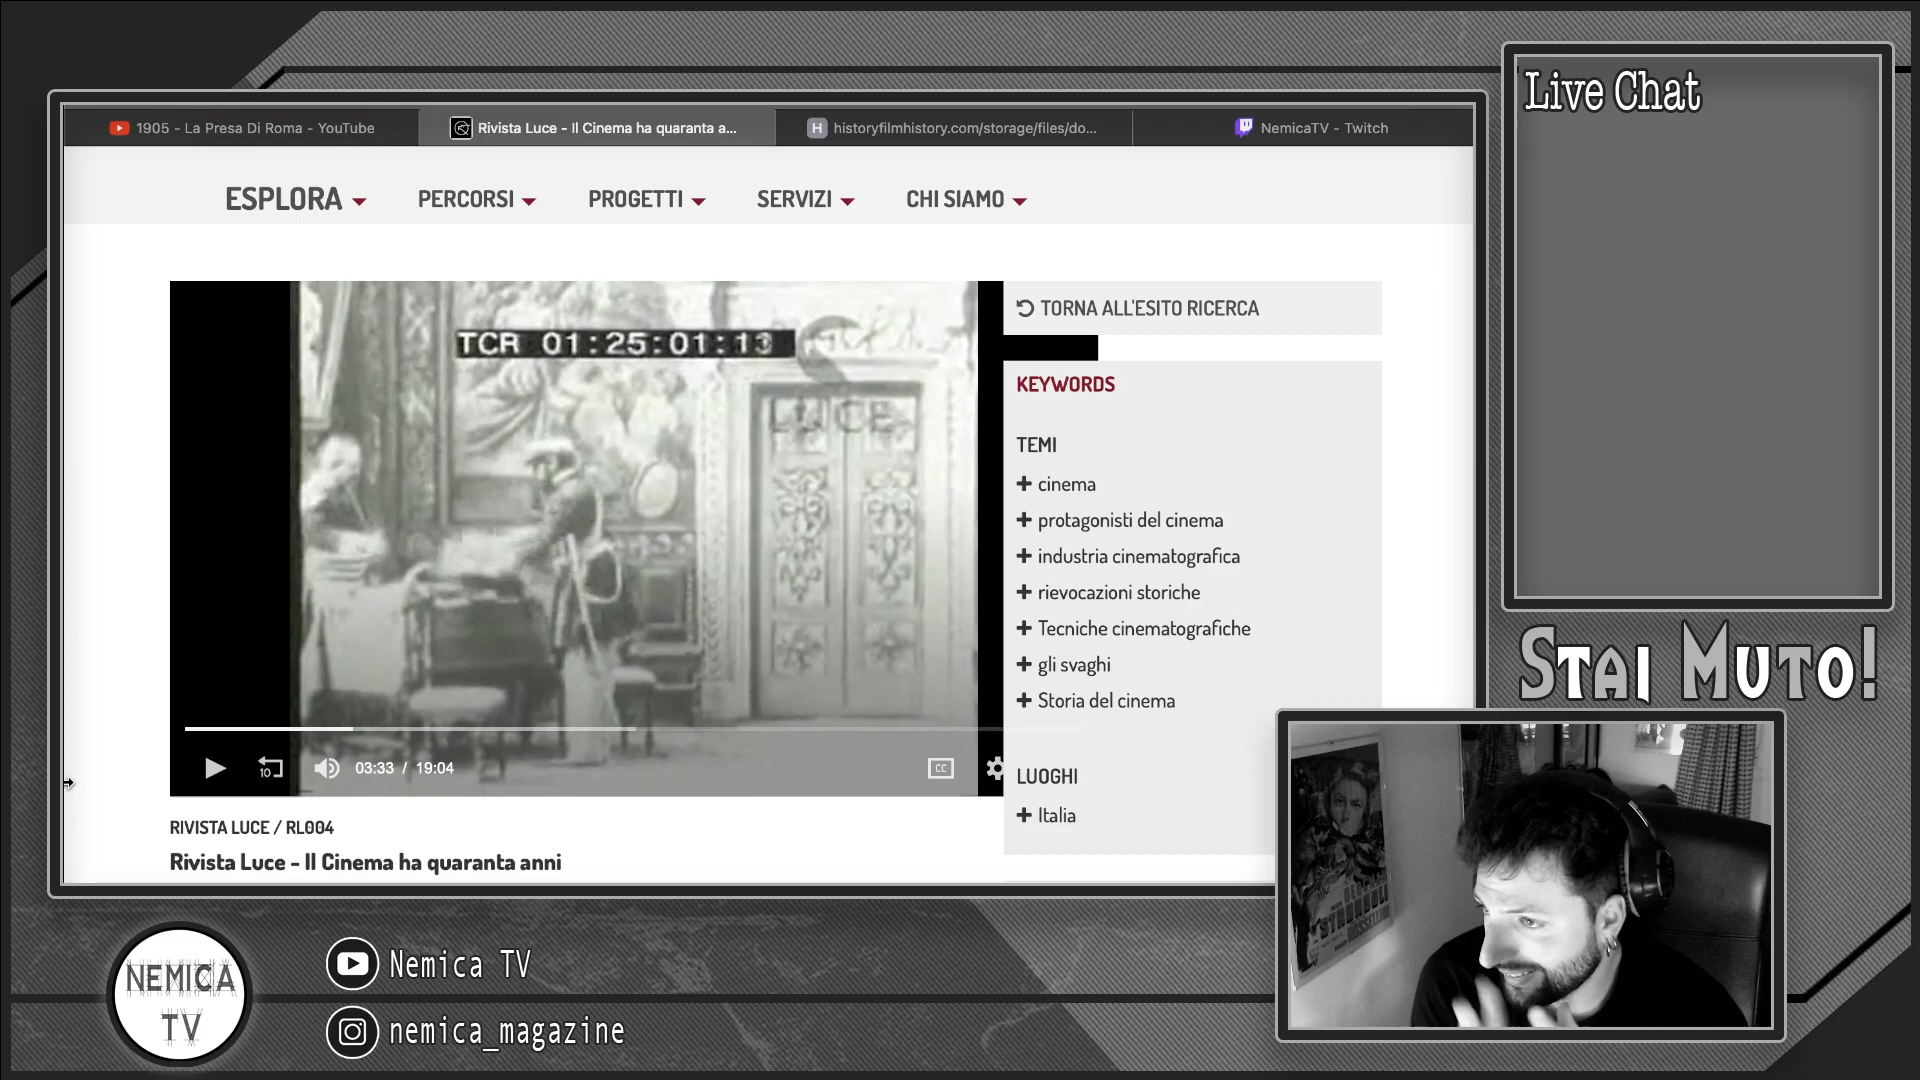 1905 - La Presa Di Roma - YouTube
Rivista Luce - Il Cinema ha quaranta a...
H
historyfilmhistory.com/storage/files/do...
NemicaTV - Twitch
ESPLORA
PERCORSI
PROGETTI
SERVIZI
CHI SIAMO
TCR 01:25:01:13
LUCE
10
03:33 / 19:04
CC
RIVISTA LUCE / RL004
Rivista Luce - Il Cinema ha quaranta anni
TORNA ALL'ESITO RICERCA
KEYWORDS
TEMI
cinema
protagonisti del cinema
industria cinematografica
rievocazioni storiche
Tecniche cinematografiche
gli svaghi
Storia del cinema
LUOGHI
Italia
Live Chat
Stai Muto!
NEMICA
TV
Nemica TV
nemica_magazine